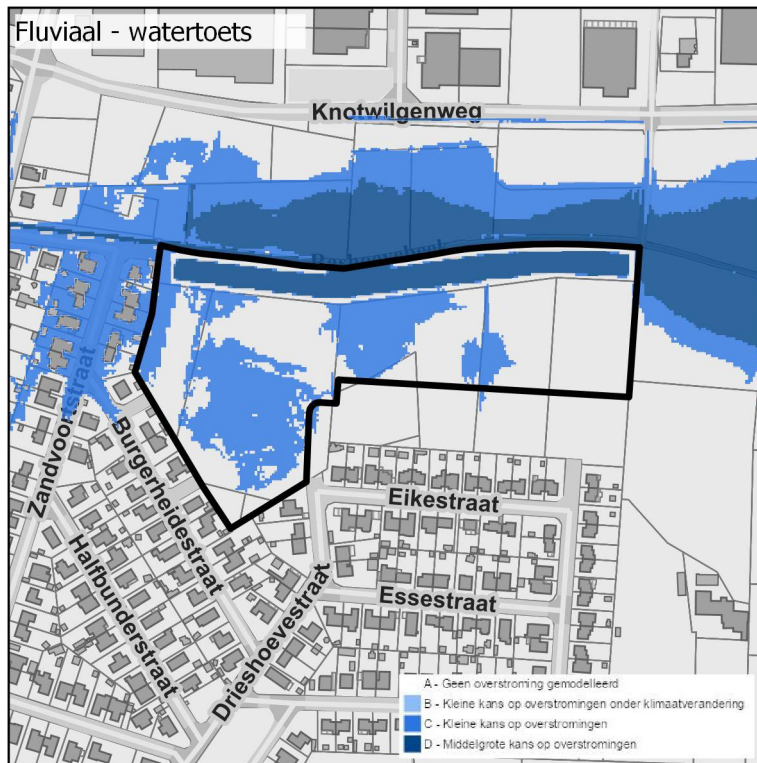 Fluviaal - watertoets
Knotwilgenweg
Zandvoortstraat
Burgerheidestraat
Halfbunderstraat
Drieshoevestraat
Eikestraat
Essestraat
A - Geen overstroming gemodelleerd
B - Kleine kans op overstromingen onder klimaatverandering
C - Kleine kans op overstromingen
D - Middelgrote kans op overstromingen